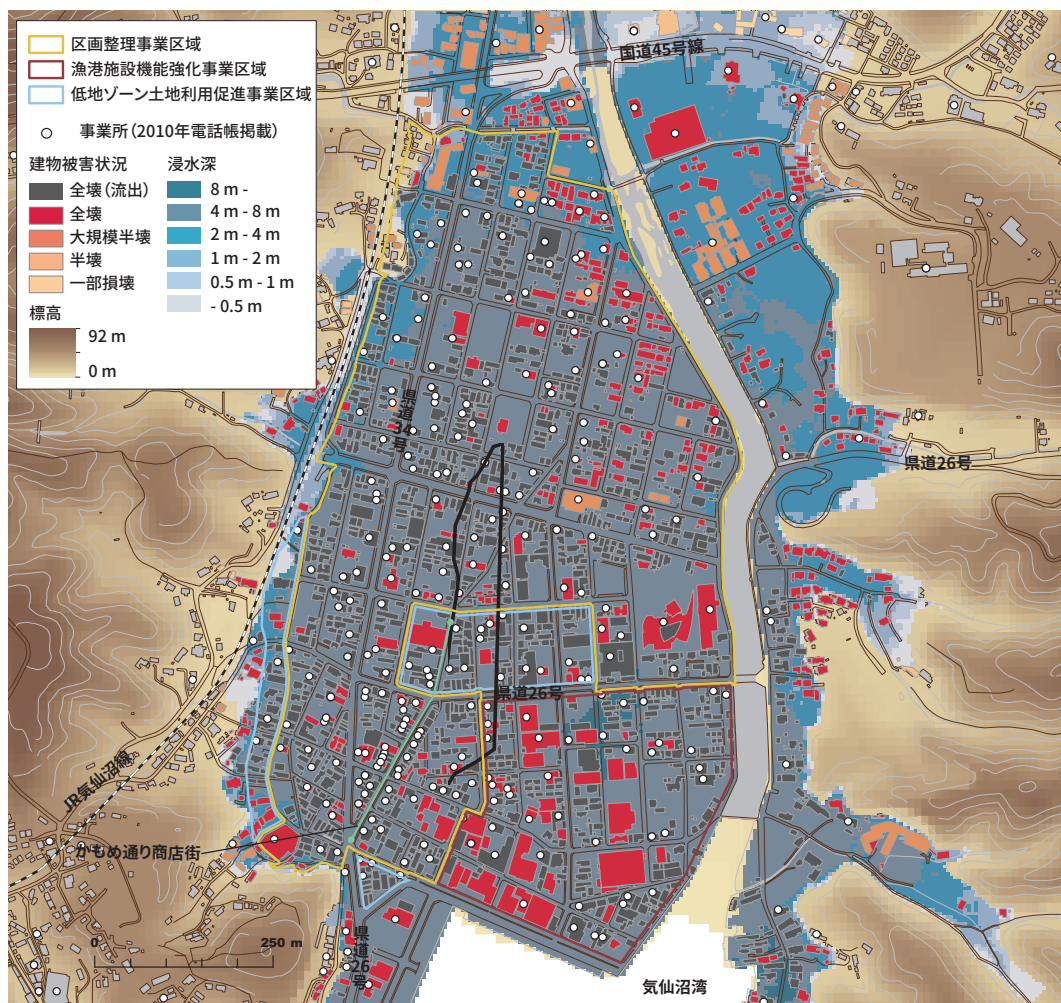 区画整理事業区域
漁港施設機能強化事業区域
低地ゾーン土地利用促進事業区域
事業所（2010年電話帳掲載）
建物被害状況
全壊（流出）
全壊
大規模半壊
半壊
一部損壊
浸水深
8 m -
4 m - 8 m
2 m - 4 m
1 m - 2 m
0.5 m - 1 m
- 0.5 m
標高
92 m
0 m
国道45号線
県道34号
県道26号
県道26号
JR気仙沼線
かもめ通り商店街
県道26号
0
250 m
気仙沼湾